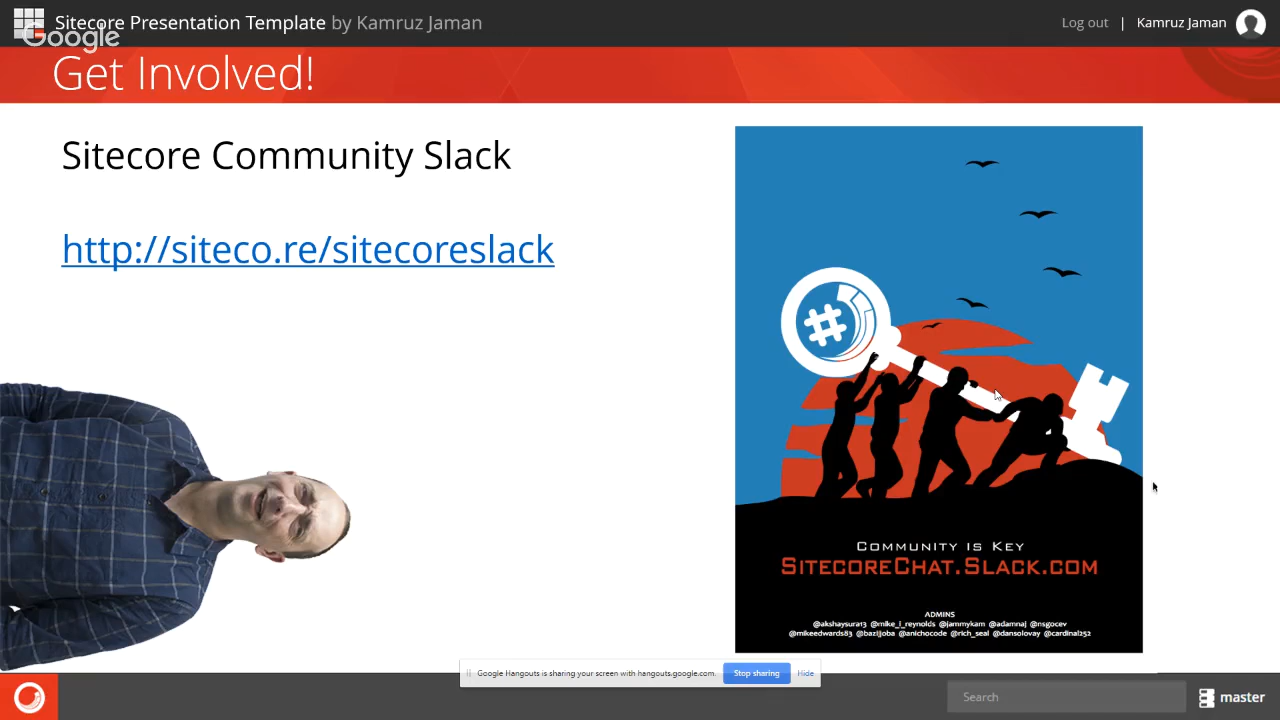 Sitecore Presentation Template by Kamruz Jaman
Log out | Kamruz Jaman
Google
Get Involved!
Sitecore Community Slack
http://siteco.re/sitecoreslack
#
Community is Key
SitecoreChat.Slack.com
ADMINS
@akshaysura13 @mike_i_reynolds @jammykam @adamnaj @nsgocev
@mikeedwards83 @bazijoba @anichocode @rich_seal @dansolovay @cardinal252
Google Hangouts is sharing your screen with hangouts.google.com. Stop sharing Hide
Search
master